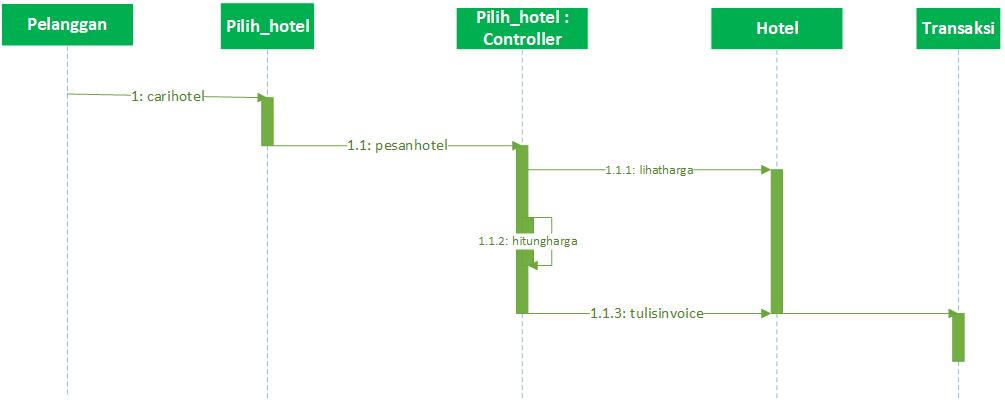 Pelanggan
Pilih_hotel
Pilih_hotel :
Controller
Hotel
Transaksi
1: carihotel
1.1: pesanhotel
1.1.1: lihatharga
1.1.2: hitungharga
1.1.3: tulisinvoice